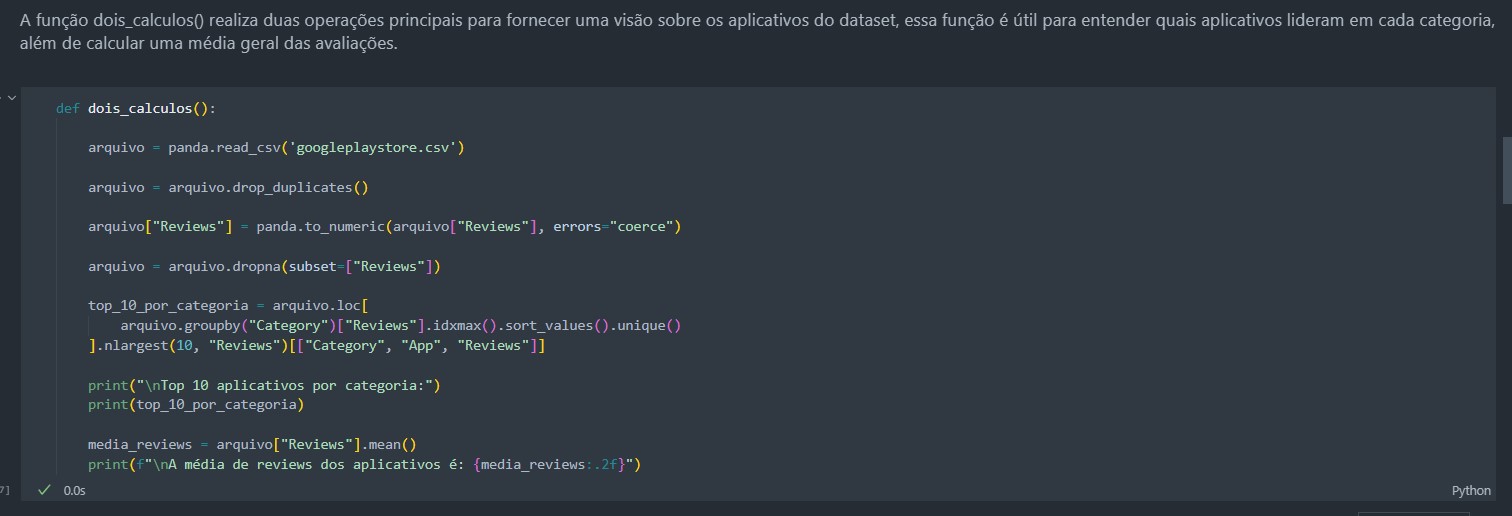 A função dois_calculos() realiza duas operações principais para fornecer uma visão sobre os aplicativos do dataset, essa função é útil para entender quais aplicativos lideram em cada categoria,
além de calcular uma média geral das avaliações.
def dois_calculos():
arquivo = panda.read_csv('googleplaystore.csv')
arquivo = arquivo.drop_duplicates()
arquivo["Reviews"] = panda.to_numeric(arquivo["Reviews"], errors="coerce")
arquivo = arquivo.dropna(subset=["Reviews"])
top_10_por_categoria = arquivo.loc[
arquivo.groupby("Category")["Reviews"].idxmax().sort_values().unique()
].nlargest(10, "Reviews")[["Category", "App", "Reviews"]]
print("\nTop 10 aplicativos por categoria:")
print(top_10_por_categoria)
media_reviews = arquivo["Reviews"].mean()
print(f"\nA média de reviews dos aplicativos é: {media_reviews:.2f}")
7]
0.0s
Python